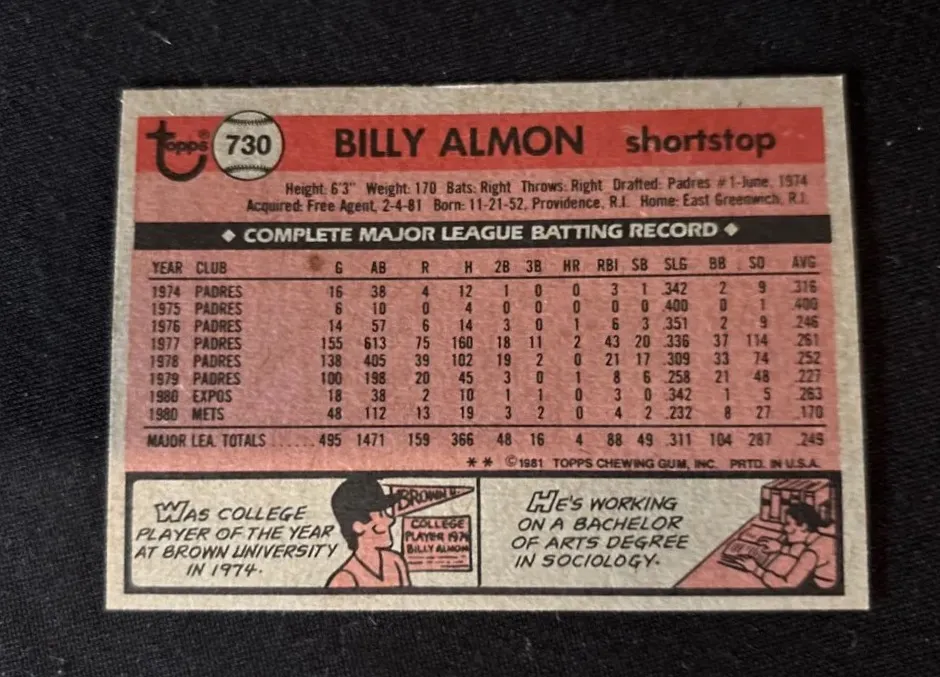 topps® 730 BILLY ALMON shortstop
Height: 6'3" Weight: 170 Bats: Right Throws: Right Drafted: Padres #1-June, 1974
Acquired: Free Agent, 2-4-81 Born: 11-21-52, Providence, R.I. Home: East Greenwich, R.I.
◆ COMPLETE MAJOR LEAGUE BATTING RECORD ◆
YEAR CLUB G AB R H 2B 3B HR RBI SB SLG BB SO AVG
1974 PADRES 16 38 4 12 1 0 0 3 1 .342 2 9 .316
1975 PADRES 6 10 0 4 0 0 0 0 0 .400 0 1 .400
1976 PADRES 14 57 6 14 3 0 1 6 3 .351 2 9 .246
1977 PADRES 155 613 75 160 18 11 2 43 20 .336 37 114 .261
1978 PADRES 138 405 39 102 19 2 0 21 17 .309 33 74 .252
1979 PADRES 100 198 20 45 3 0 1 8 6 .258 21 48 .227
1980 EXPOS 18 38 2 10 1 1 0 3 0 .342 1 5 .263
1980 METS 48 112 13 19 3 2 0 4 2 .232 8 27 .170
MAJOR LEA. TOTALS ...... 495 1471 159 366 48 16 4 88 49 .311 104 287 .249
** ©1981 TOPPS CHEWING GUM, INC. PRTD. IN U.S.A.
WAS COLLEGE
PLAYER OF THE YEAR
AT BROWN UNIVERSITY
IN 1974.
BROWN U.
COLLEGE
PLAYER 1974
BILLY ALMON
HE'S WORKING
ON A BACHELOR
OF ARTS DEGREE
IN SOCIOLOGY.